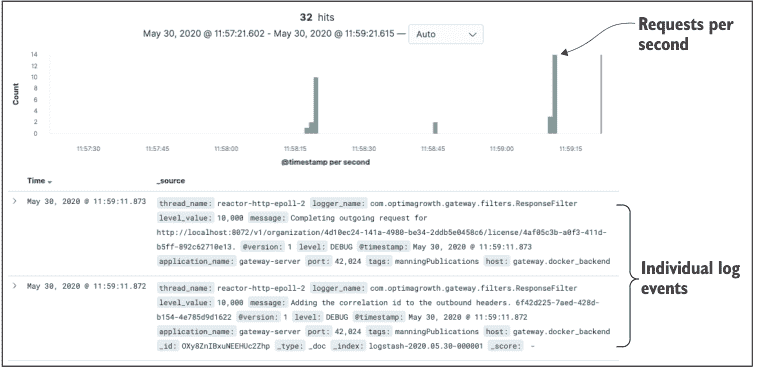 32 hits
May 30, 2020 @ 11:57:21.602 - May 30, 2020 @ 11:59:21.615 — Auto
Requests per
second
14
12
10
8
6
4
2
0
Count
11:57:30 11:57:45 11:58:00 11:58:15 11:58:30 11:58:45 11:59:00 11:59:15
@timestamp per second
Time _source
> May 30, 2020 @ 11:59:11.873 thread_name: reactor-http-epoll-2 logger_name: com.optimagrowth.gateway.filters.ResponseFilter
level_value: 10,000 message: Completing outgoing request for
http://localhost:8072/v1/organization/4d10ec24-141a-4980-be34-2ddb5e0458c6/license/4af05c3b-a0f3-411d-
b5ff-892c62710e13. @version: 1 level: DEBUG @timestamp: May 30, 2020 @ 11:59:11.873
application_name: gateway-server port: 42,024 tags: manningPublications host: gateway.docker_backend
Individual log
events
> May 30, 2020 @ 11:59:11.872 thread_name: reactor-http-epoll-2 logger_name: com.optimagrowth.gateway.filters.ResponseFilter
level_value: 10,000 message: Adding the correlation id to the outbound headers. 6f42d225-7aed-428d-
b154-4e785d9d1622 @version: 1 level: DEBUG @timestamp: May 30, 2020 @ 11:59:11.872
application_name: gateway-server port: 42,024 tags: manningPublications host: gateway.docker_backend
_id: OXy8ZnIBxuNEEHUc2Zhp _type: _doc _index: logstash-2020.05.30-000001 _score: -